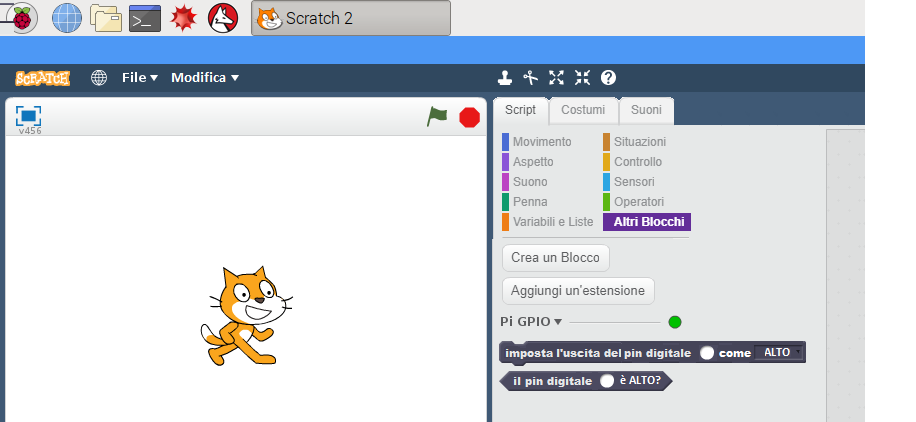 Scratch 2
SCRATCH File Modifica
v456
Script Costumi Suoni
Movimento Situazioni
Aspetto Controllo
Suono Sensori
Penna Operatori
Variabili e Liste Altri Blocchi
Crea un Blocco
Aggiungi un'estensione
Pi GPIO
imposta l'uscita del pin digitale come ALTO
il pin digitale è ALTO?